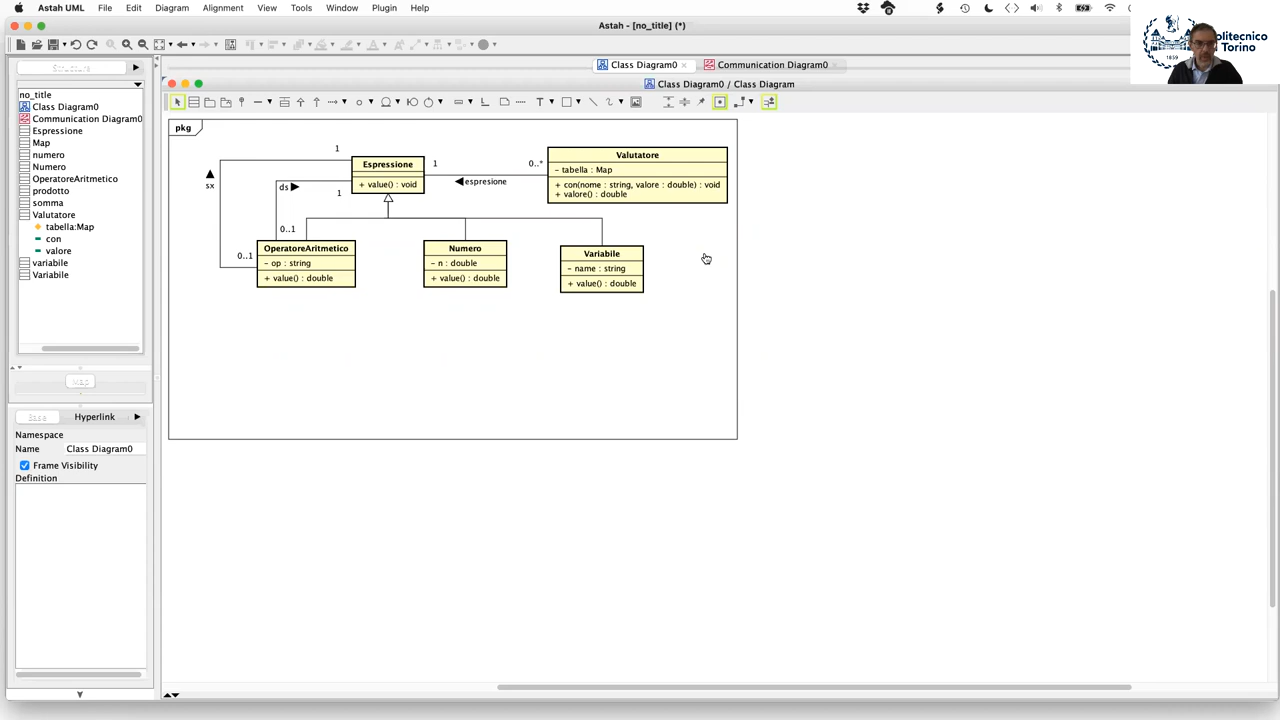 Astah UML File Edit Diagram Alignment View Tools Window Plugin Help
Astah - [no_title] (*)
Politecnico
Torino
1859
Structure
Class Diagram0
Communication Diagram0
Class Diagram0 / Class Diagram
no_title
Class Diagram0
Communication Diagram0
Espressione
Map
numero
Numero
OperatoreAritmetico
prodotto
somma
Valutatore
tabella:Map
con
valore
variabile
Variabile
Map
Base Hyperlink
Namespace
Name Class Diagram0
Frame Visibility
Definition
pkg
1
Espressione
+ value() : void
1 0..*
espresione
Valutatore
- tabella : Map
+ con(nome : string, valore : double) : void
+ valore() : double
sx
ds
1
0..1
0..1
OperatoreAritmetico
- op : string
+ value() : double
Numero
- n : double
+ value() : double
Variabile
- name : string
+ value() : double